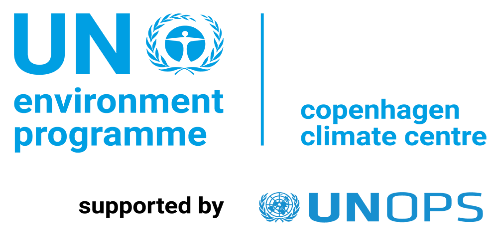 UN
environment
programme
copenhagen
climate centre
supported by
UNOPS